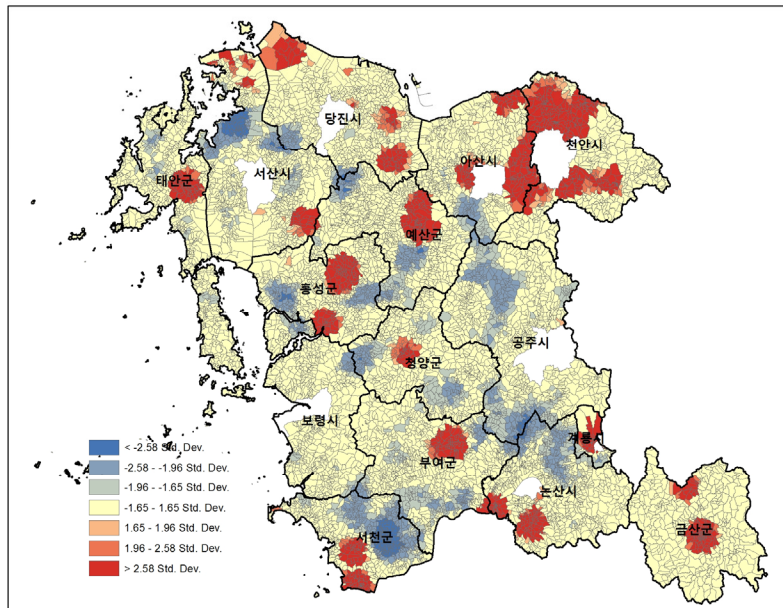 당진시
천안시
아산시
서산시
태안군
예산군
홍성군
공주시
청양군
보령시
계룡시
부여군
논산시
금산군
서천군
< -2.58 Std. Dev.
-2.58 - -1.96 Std. Dev.
-1.96 - -1.65 Std. Dev.
-1.65 - 1.65 Std. Dev.
1.65 - 1.96 Std. Dev.
1.96 - 2.58 Std. Dev.
> 2.58 Std. Dev.